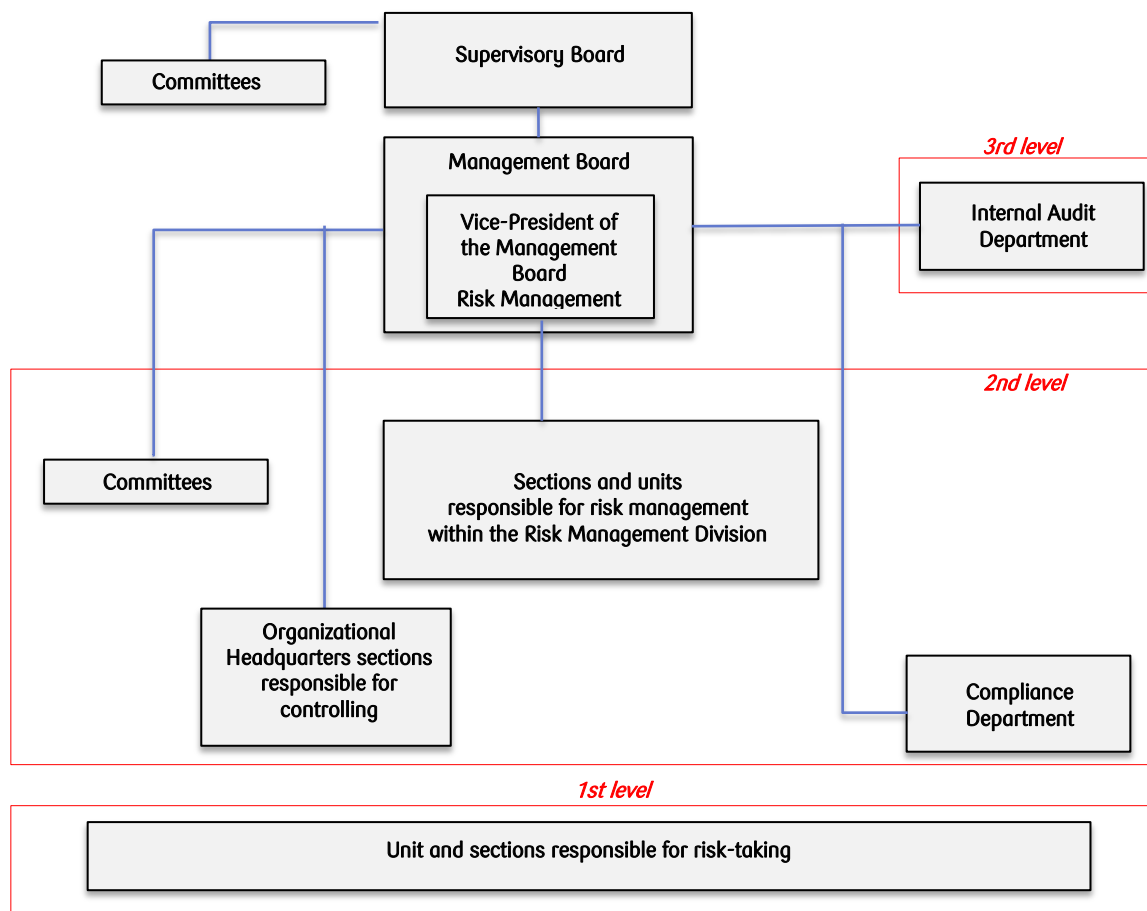 Supervisory Board
Committees
Management Board
3rd level
Vice-President of
the Management
Board
Risk Management
Internal Audit
Department
2nd level
Committees
Sections and units
responsible for risk management
within the Risk Management Division
Organizational
Headquarters sections
responsible for
controlling
Compliance
Department
1st level
Unit and sections responsible for risk-taking